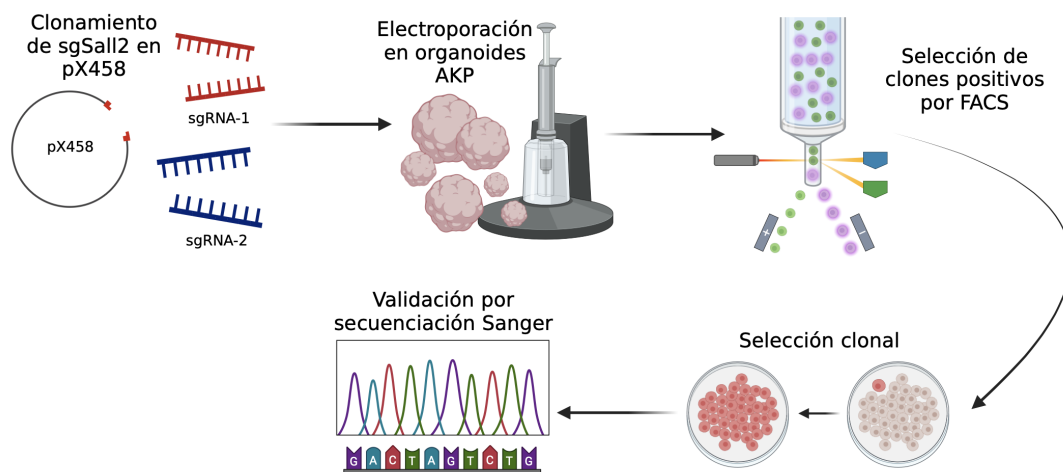 Clonamiento
de sgSall2 en
pX458
pX458
sgRNA-1
sgRNA-2
Electroporación
en organoides
AKP
+
−
Selección de
clones positivos
por FACS
Selección clonal
Validación por
secuenciación Sanger
G A C T A G T C T G